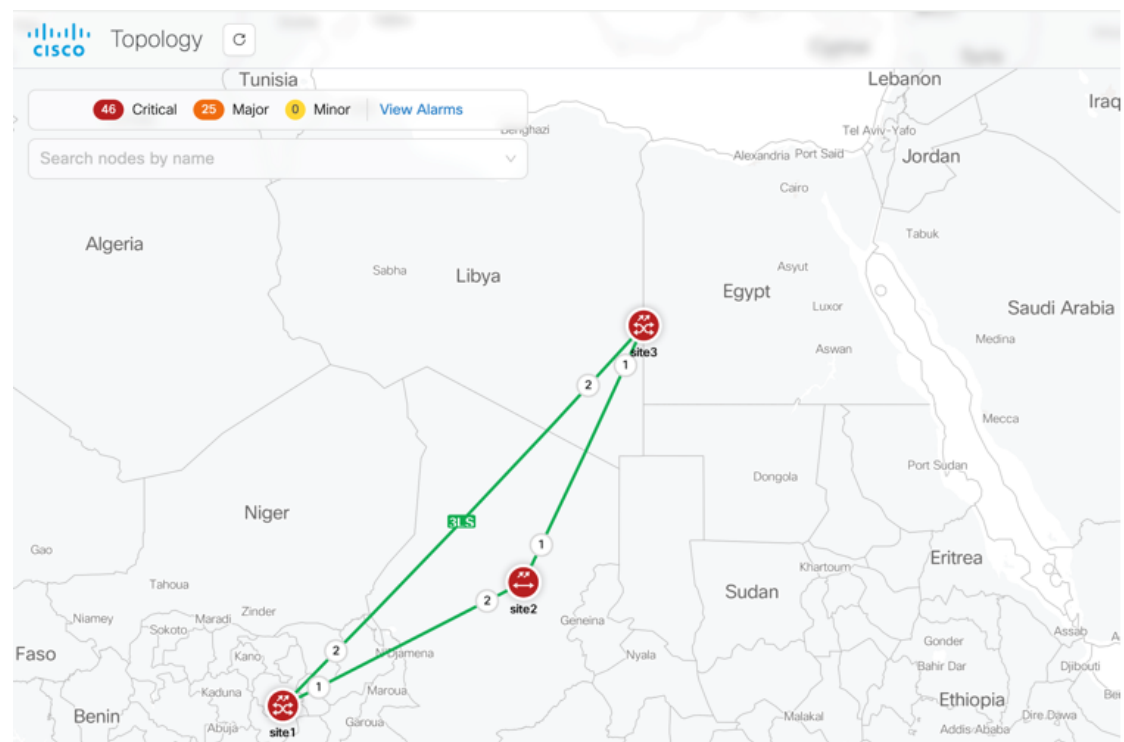 CISCO
Topology
Tunisia
Lebanon
Iraq
46 Critical 25 Major 0 Minor View Alarms
Benghazi
Tel Aviv-Yafo
Search nodes by name
Alexandria Port Said
Jordan
Cairo
Algeria
Tabuk
Sabha
Libya
Asyut
Egypt
Luxor
Saudi Arabia
Medina
site3
Aswan
1
2
Mecca
Dongola
Port Sudan
Niger
3LS
Gao
1
Eritrea
Khartoum
Tahoua
Sudan
2
site2
Zinder
Niamey
Maradi
Sokoto
Geneina
Assab
A
Gonder
Faso
Kano
2
N'Djamena
Nyala
Bahir Dar
Djibouti
Kaduna
1
Maroua
Ethiopia
Ber
Benin
Abuja
site1
Garoua
Malakal
Dire Dawa
Addis Ababa